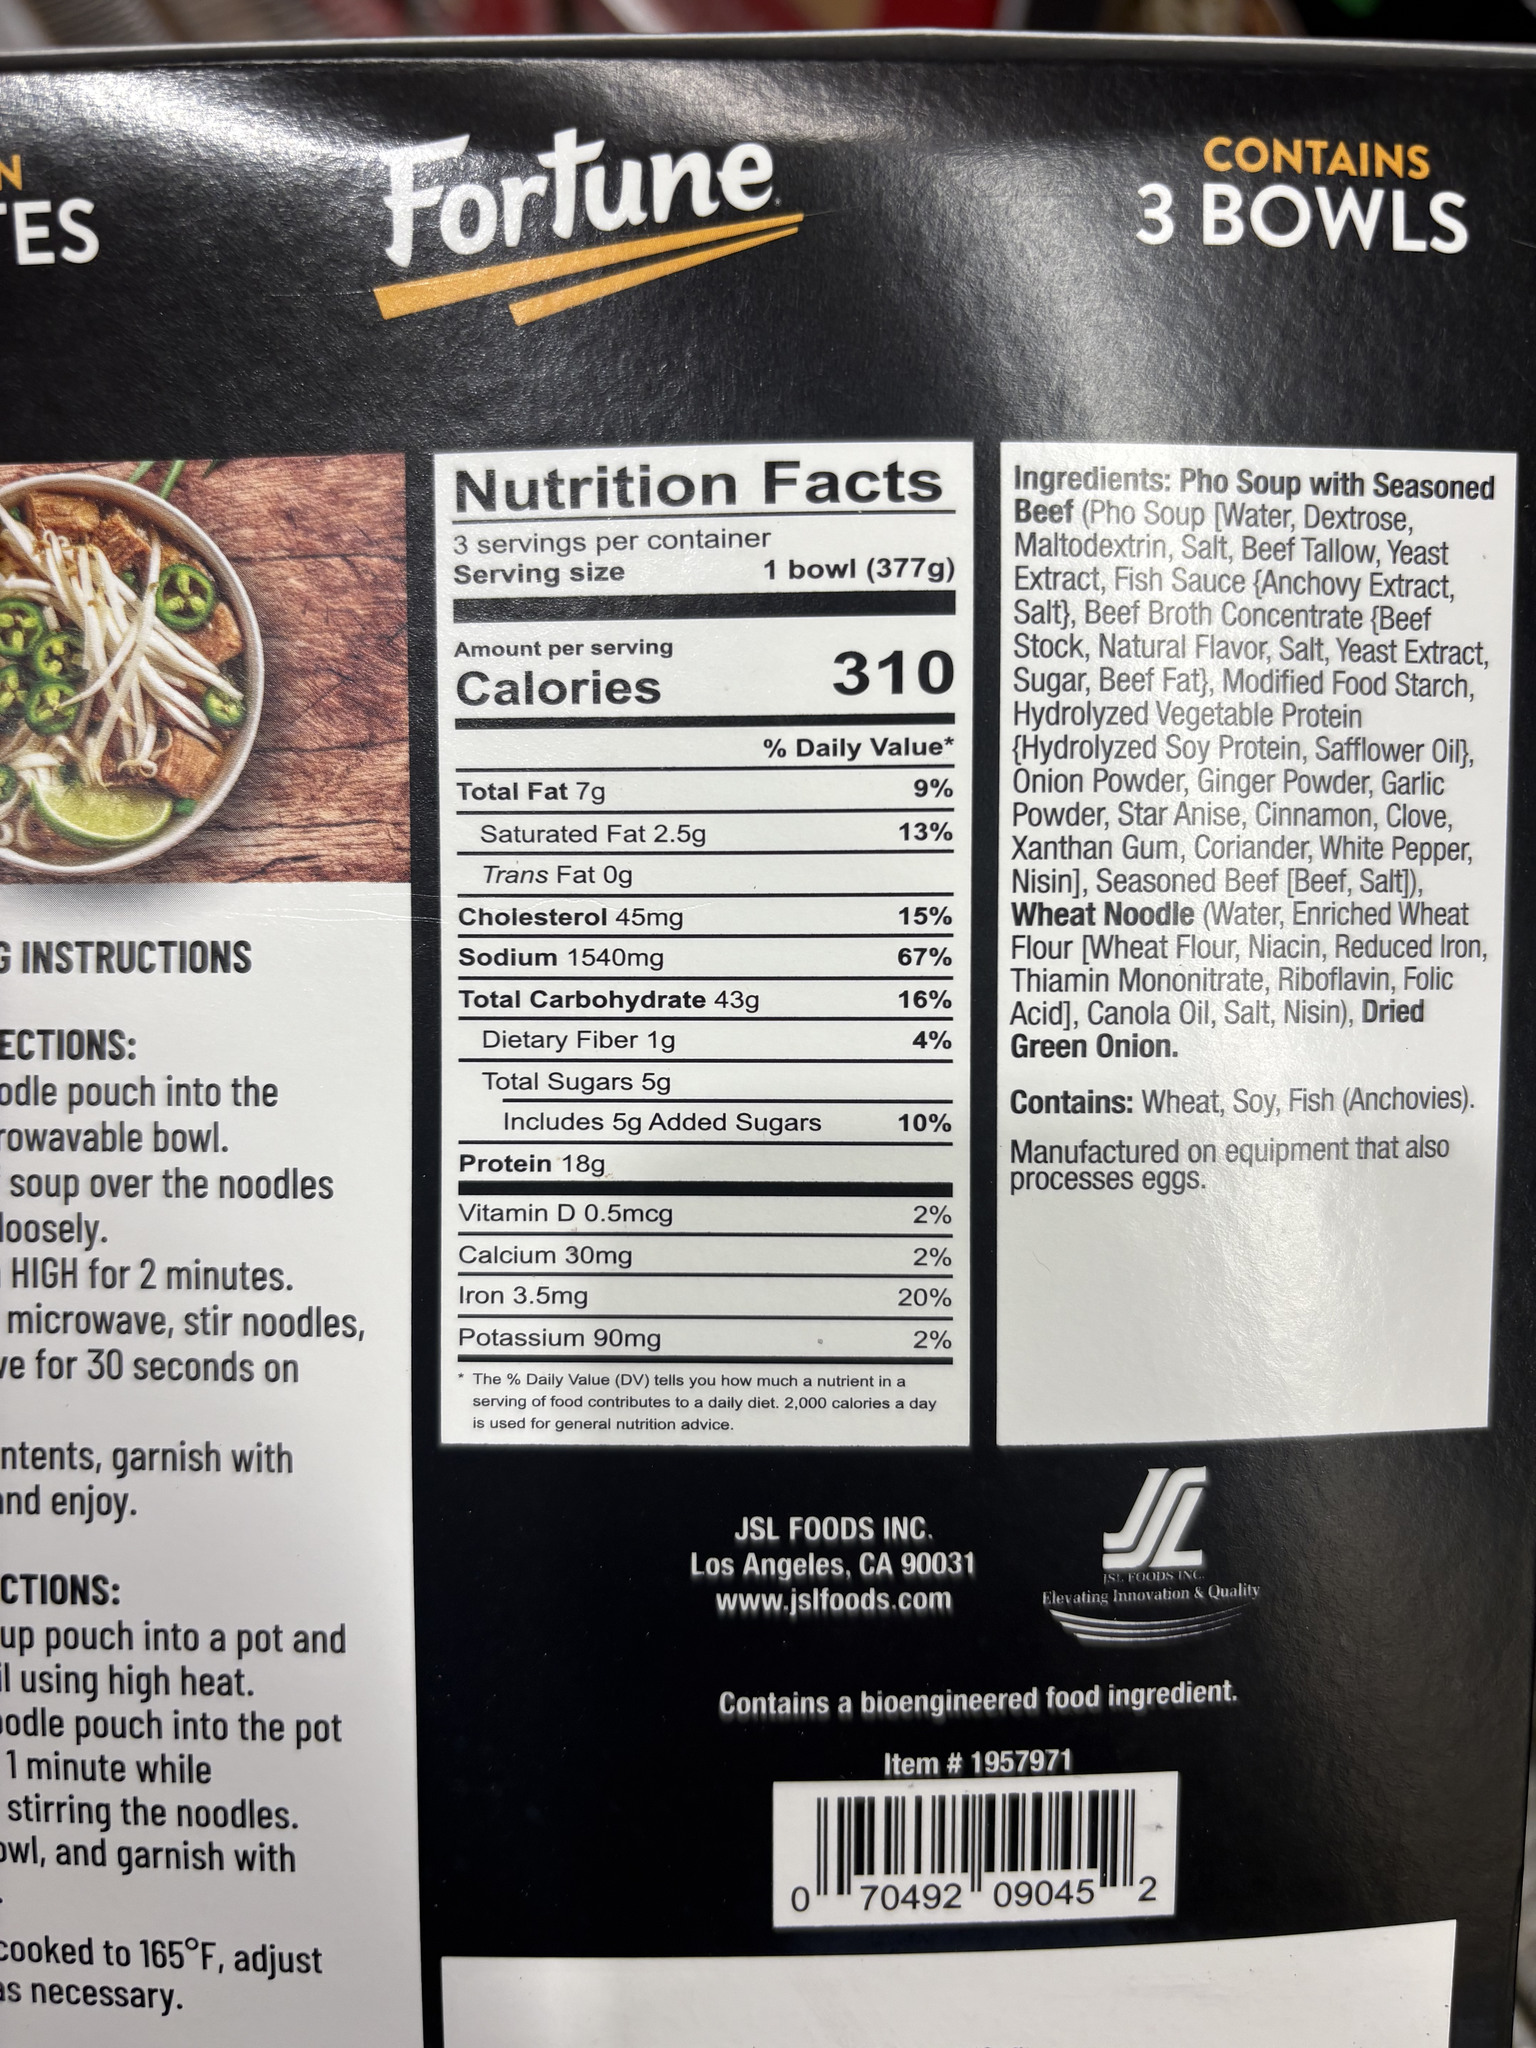 N
TES
Fortune
CONTAINS
3 BOWLS
G INSTRUCTIONS
ECTIONS:
odle pouch into the
rowavable bowl.
soup over the noodles
loosely.
HIGH for 2 minutes.
microwave, stir noodles,
ve for 30 seconds on
ntents, garnish with
and enjoy.
CTIONS:
up pouch into a pot and
il using high heat.
oodle pouch into the pot
1 minute while
stirring the noodles.
owl, and garnish with
cooked to 165°F, adjust
as necessary.
Nutrition Facts
3 servings per container
Serving size 1 bowl (377g)
Amount per serving
Calories 310
% Daily Value*
Total Fat 7g 9%
Saturated Fat 2.5g 13%
Trans Fat 0g
Cholesterol 45mg 15%
Sodium 1540mg 67%
Total Carbohydrate 43g 16%
Dietary Fiber 1g 4%
Total Sugars 5g
Includes 5g Added Sugars 10%
Protein 18g
Vitamin D 0.5mcg 2%
Calcium 30mg 2%
Iron 3.5mg 20%
Potassium 90mg 2%
* The % Daily Value (DV) tells you how much a nutrient in a
serving of food contributes to a daily diet. 2,000 calories a day
is used for general nutrition advice.
Ingredients: Pho Soup with Seasoned
Beef (Pho Soup [Water, Dextrose,
Maltodextrin, Salt, Beef Tallow, Yeast
Extract, Fish Sauce {Anchovy Extract,
Salt}, Beef Broth Concentrate {Beef
Stock, Natural Flavor, Salt, Yeast Extract,
Sugar, Beef Fat}, Modified Food Starch,
Hydrolyzed Vegetable Protein
{Hydrolyzed Soy Protein, Safflower Oil},
Onion Powder, Ginger Powder, Garlic
Powder, Star Anise, Cinnamon, Clove,
Xanthan Gum, Coriander, White Pepper,
Nisin], Seasoned Beef [Beef, Salt]),
Wheat Noodle (Water, Enriched Wheat
Flour [Wheat Flour, Niacin, Reduced Iron,
Thiamin Mononitrate, Riboflavin, Folic
Acid], Canola Oil, Salt, Nisin), Dried
Green Onion.
Contains: Wheat, Soy, Fish (Anchovies).
Manufactured on equipment that also
processes eggs.
JSL FOODS INC.
Los Angeles, CA 90031
www.jslfoods.com
JSL
JSL FOODS INC.
Elevating Innovation & Quality
Contains a bioengineered food ingredient.
Item # 1957971
0 70492 09045 2